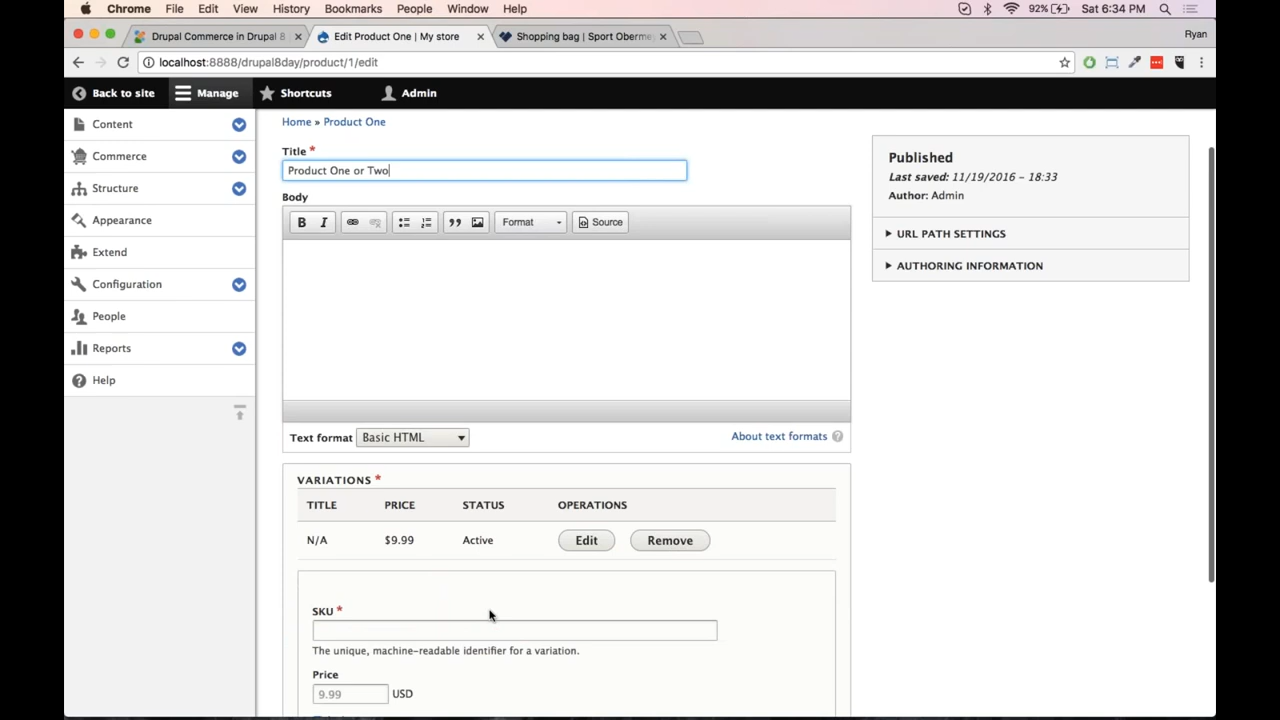 Chrome File Edit View History Bookmarks People Window Help 92% Sat 6:34 PM
Drupal Commerce in Drupal 8 Edit Product One | My store Shopping bag | Sport Oberme Ryan
localhost:8888/drupal8day/product/1/edit
Back to site Manage Shortcuts Admin
Content
Commerce
Structure
Appearance
Extend
Configuration
People
Reports
Help
Home » Product One
Title *
Product One or Two
Body
B I Format Source
Text format Basic HTML About text formats ?
VARIATIONS *
TITLE PRICE STATUS OPERATIONS
N/A $9.99 Active Edit Remove
SKU *
The unique, machine-readable identifier for a variation.
Price
9.99 USD
Published
Last saved: 11/19/2016 – 18:33
Author: Admin
URL PATH SETTINGS
AUTHORING INFORMATION